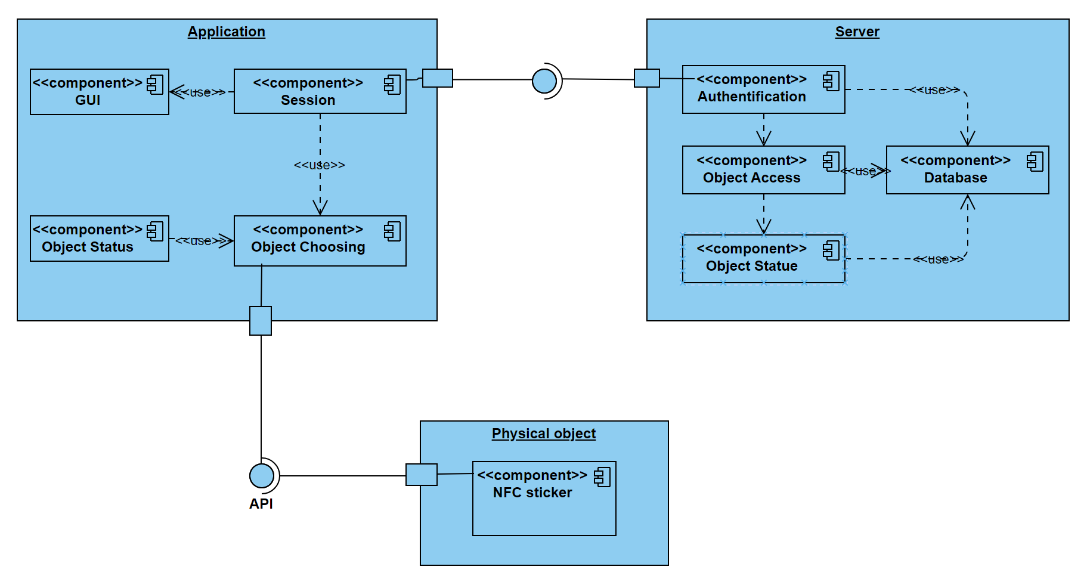 Application
<<component>>
GUI
<<use>>
<<component>>
Session
<<use>>
<<component>>
Object Status
<<use>>
<<component>>
Object Choosing
Server
<<component>>
Authentification
<<use>>
<<component>>
Object Access
<<use>>
<<component>>
Database
<<component>>
Object Statue
<<use>>
API
Physical object
<<component>>
NFC sticker